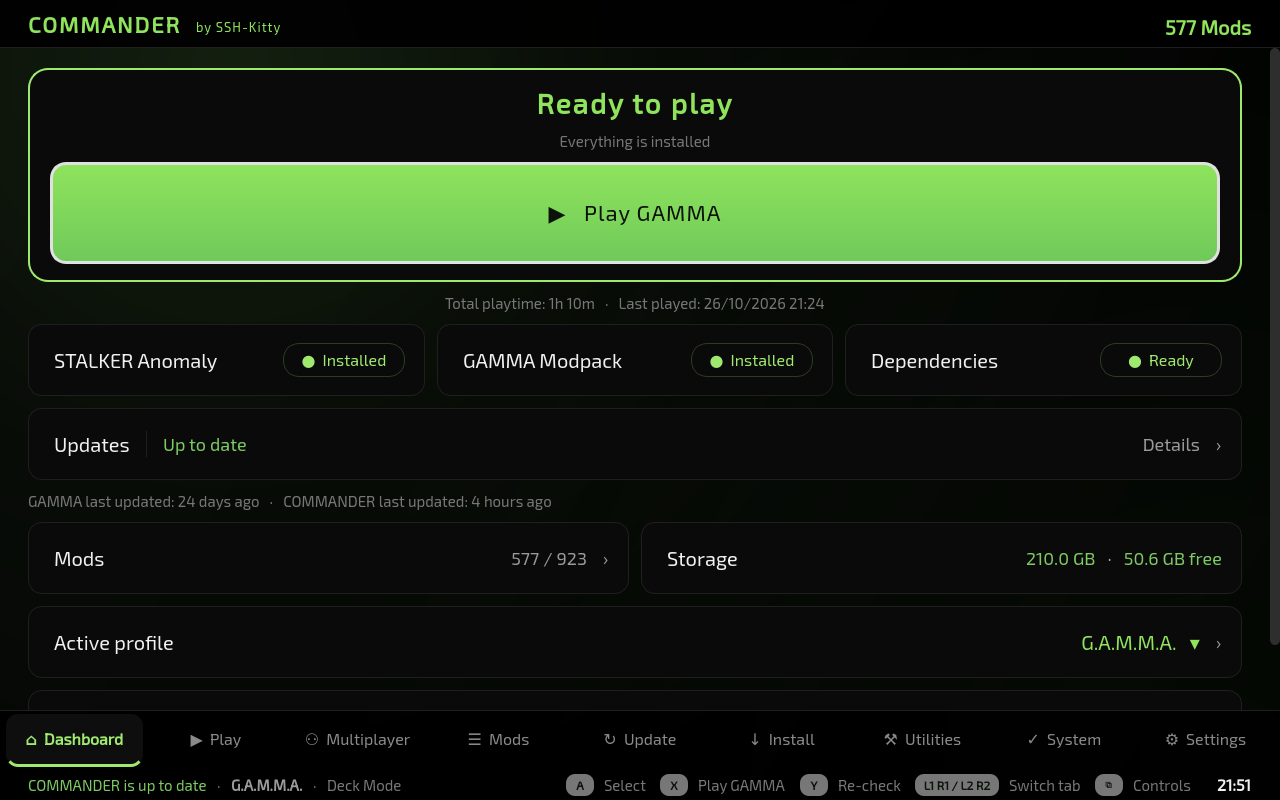 COMMANDER by SSH-Kitty 577 Mods
Ready to play
Everything is installed
▶ Play GAMMA
Total playtime: 1h 10m · Last played: 26/10/2026 21:24
STALKER Anomaly ● Installed GAMMA Modpack ● Installed Dependencies ● Ready
Updates Up to date Details ›
GAMMA last updated: 24 days ago · COMMANDER last updated: 4 hours ago
Mods 577 / 923 › Storage 210.0 GB · 50.6 GB free
Active profile G.A.M.M.A. ▼ ›
⌂ Dashboard ▶ Play ⚇ Multiplayer ☰ Mods ↻ Update ↓ Install ⚒ Utilities ✓ System ⚙ Settings
COMMANDER is up to date · G.A.M.M.A. · Deck Mode A Select X Play GAMMA Y Re-check L1 R1 / L2 R2 Switch tab ⧉ Controls 21:51